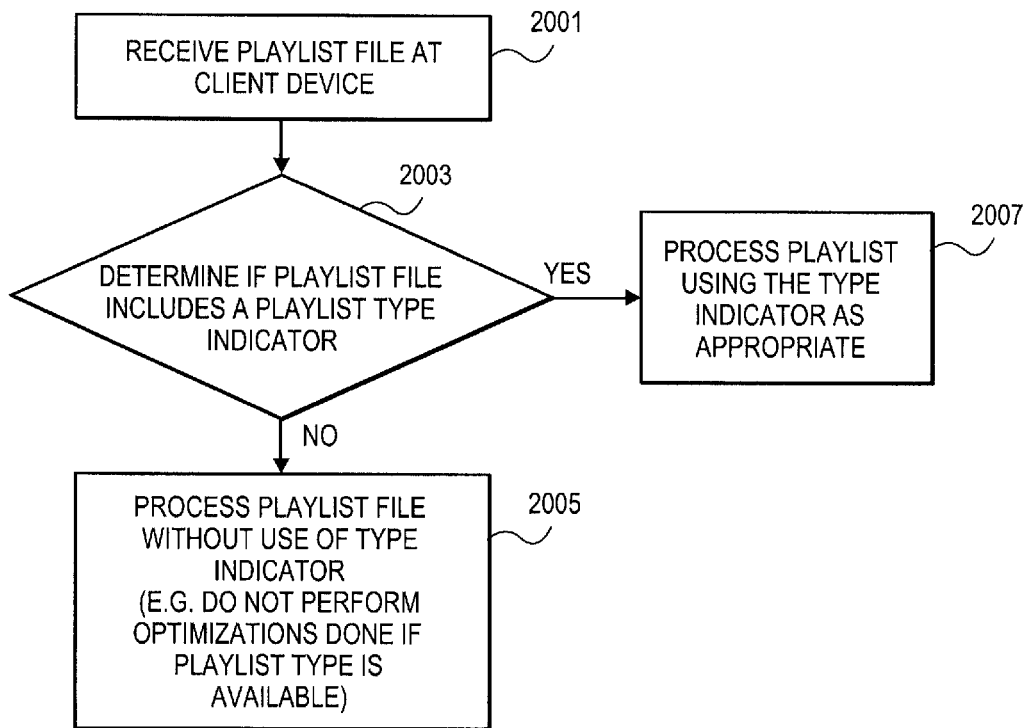 2001
RECEIVE PLAYLIST FILE AT
CLIENT DEVICE
2003
DETERMINE IF PLAYLIST FILE
INCLUDES A PLAYLIST TYPE
INDICATOR
YES
2007
PROCESS PLAYLIST
USING THE TYPE
INDICATOR AS
APPROPRIATE
NO
2005
PROCESS PLAYLIST FILE
WITHOUT USE OF TYPE
INDICATOR
(E.G. DO NOT PERFORM
OPTIMIZATIONS DONE IF
PLAYLIST TYPE IS
AVAILABLE)